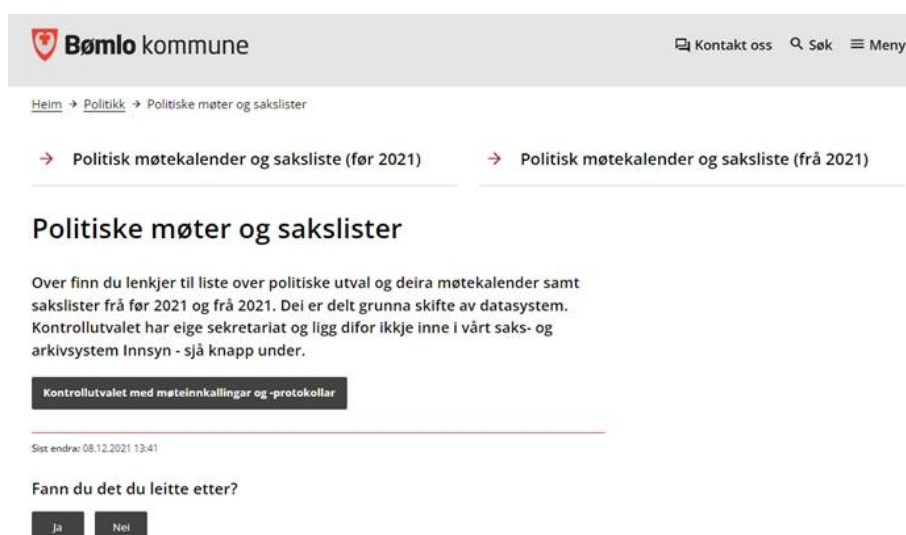 Bømlo kommune
Kontakt oss Søk Meny
Heim → Politikk → Politiske møter og sakslister
→ Politisk møtekalender og saksliste (før 2021)
→ Politisk møtekalender og saksliste (frå 2021)
Politiske møter og sakslister
Over finn du lenkjer til liste over politiske utval og deira møtekalender samt
sakslister frå før 2021 og frå 2021. Dei er delt grunna skifte av datasystem.
Kontrollutvalet har eige sekretariat og ligg difor ikkje inne i vårt saks- og
arkivsystem Innsyn - sjå knapp under.
Kontrollutvalet med møteinnkallingar og -protokollar
Sist endra: 08.12.2021 13:41
Fann du det du leitte etter?
Ja Nei